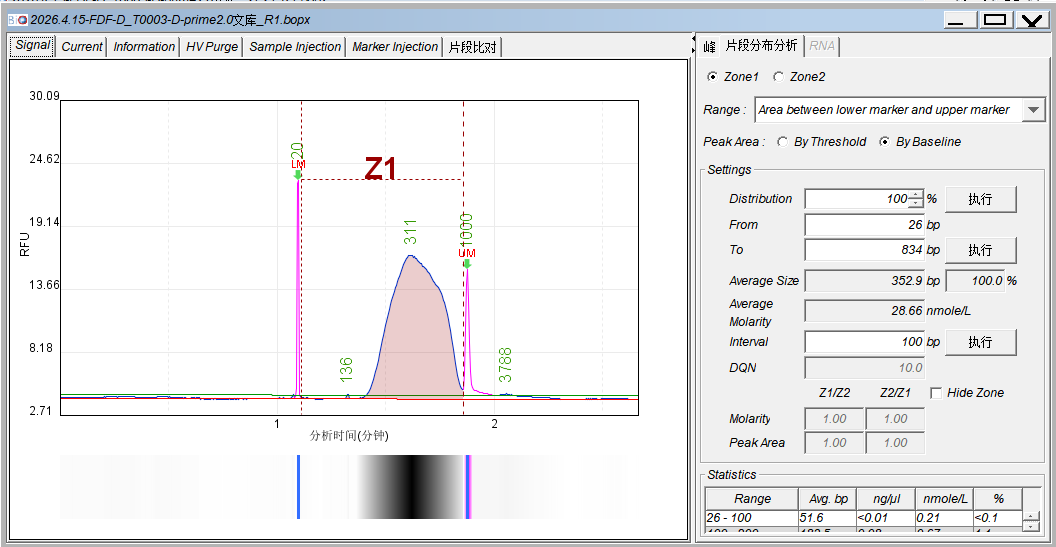 2026.4.15-FDF-D_T0003-D-prime2.0文库_R1.bopx
Signal Current Information HV Purge Sample Injection Marker Injection 片段比对
30.09
24.62
19.14
13.66
8.18
2.71
RFU
20
LM
Z1
136
311
1000
UM
3788
1
2
分析时间(分钟)
峰 片段分布分析 RNA
Zone1 Zone2
Range : Area between lower marker and upper marker
Peak Area : By Threshold By Baseline
Settings
Distribution 100 % 执行
From 26 bp
To 834 bp 执行
Average Size 352.9 bp 100.0 %
Average Molarity 28.66 nmole/L
Interval 100 bp 执行
DQN 10.0
Z1/Z2 Z2/Z1 Hide Zone
Molarity 1.00 1.00
Peak Area 1.00 1.00
Statistics
Range Avg. bp ng/µl nmole/L %
26 - 100 51.6 <0.01 0.21 <0.1